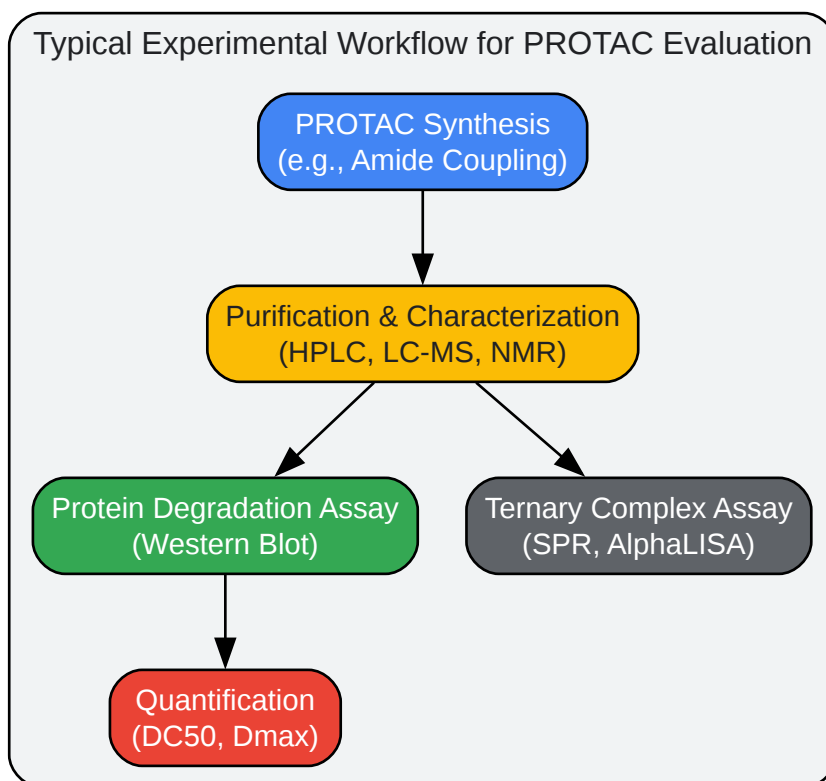 Typical Experimental Workflow for PROTAC Evaluation
PROTAC Synthesis
(e.g., Amide Coupling)
Purification & Characterization
(HPLC, LC-MS, NMR)
Protein Degradation Assay
(Western Blot)
Ternary Complex Assay
(SPR, AlphaLISA)
Quantification
(DC50, Dmax)